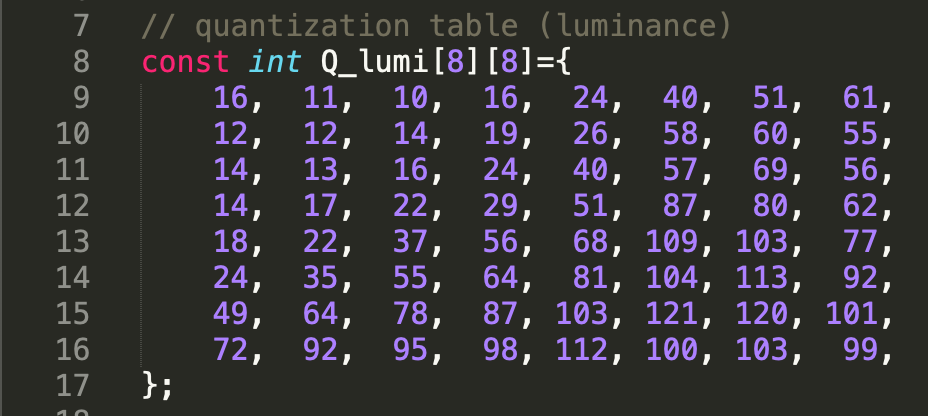 7 // quantization table (luminance)
8 const int Q_lumi[8][8]={
9 16, 11, 10, 16, 24, 40, 51, 61,
10 12, 12, 14, 19, 26, 58, 60, 55,
11 14, 13, 16, 24, 40, 57, 69, 56,
12 14, 17, 22, 29, 51, 87, 80, 62,
13 18, 22, 37, 56, 68, 109, 103, 77,
14 24, 35, 55, 64, 81, 104, 113, 92,
15 49, 64, 78, 87, 103, 121, 120, 101,
16 72, 92, 95, 98, 112, 100, 103, 99,
17 };